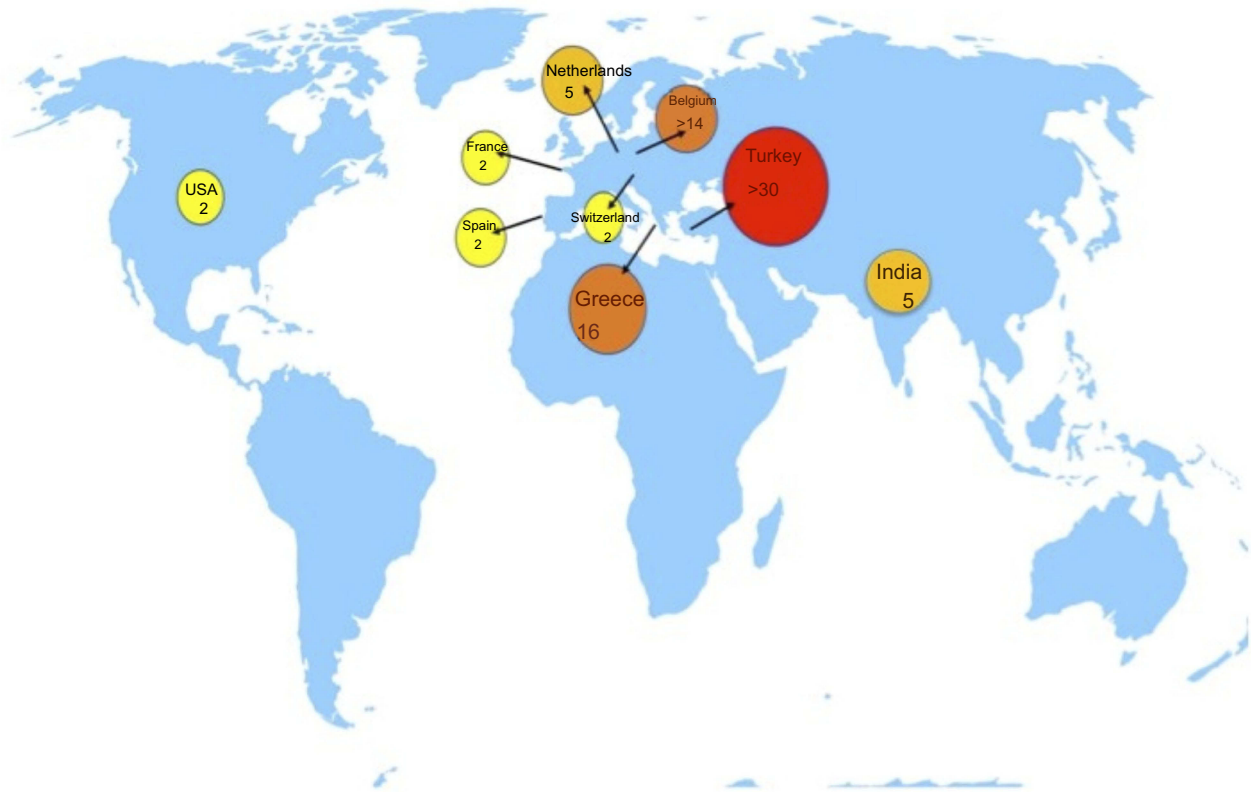 Netherlands
5
Belgium
>14
France
2
Turkey
>30
USA
2
Spain
2
Switzerland
2
India
5
Greece
16